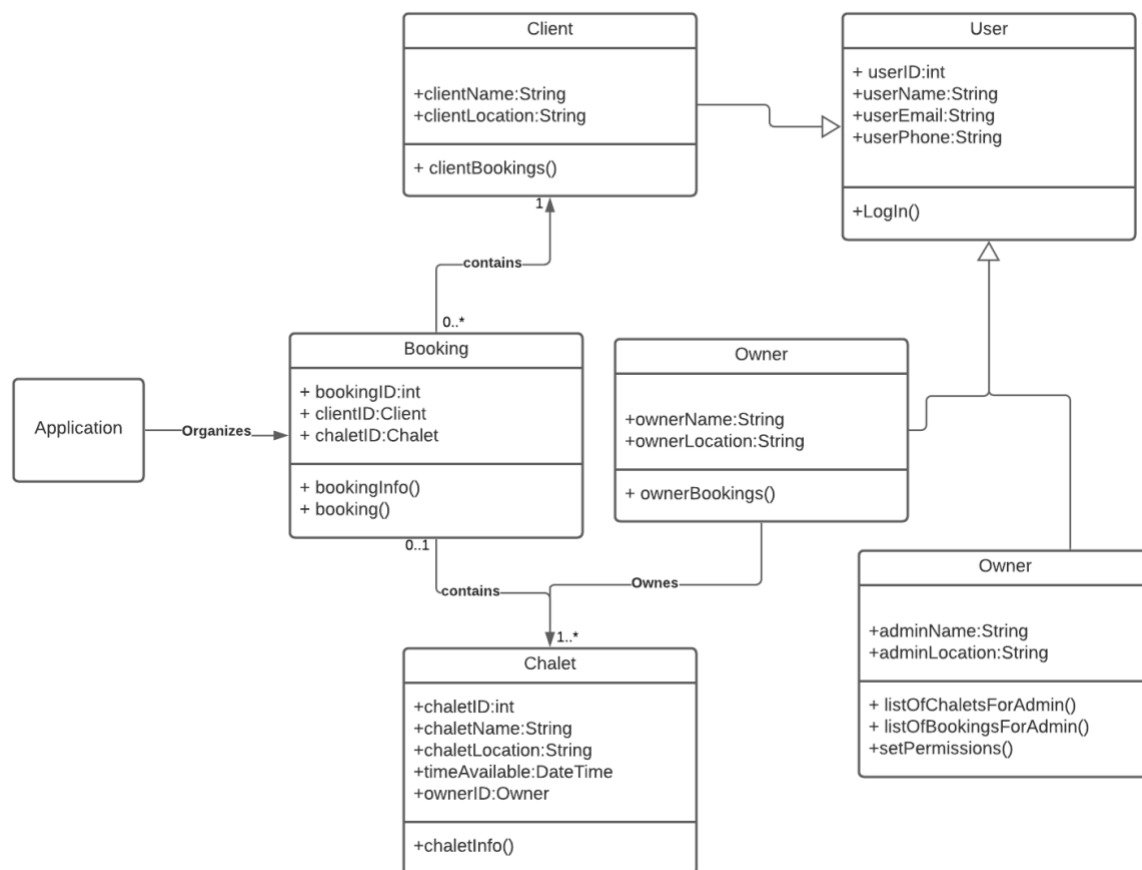 Client
+clientName:String
+clientLocation:String
+ clientBookings()
User
+ userID:int
+userName:String
+userEmail:String
+userPhone:String
+LogIn()
1
contains
0..*
Application
Organizes
Booking
+ bookingID:int
+ clientID:Client
+ chaletID:Chalet
+ bookingInfo()
+ booking()
Owner
+ownerName:String
+ownerLocation:String
+ ownerBookings()
0..1
contains
Ownes
1..*
Owner
+adminName:String
+adminLocation:String
+ listOfChaletsForAdmin()
+ listOfBookingsForAdmin()
+setPermissions()
Chalet
+chaletID:int
+chaletName:String
+chaletLocation:String
+timeAvailable:DateTime
+ownerID:Owner
+chaletInfo()